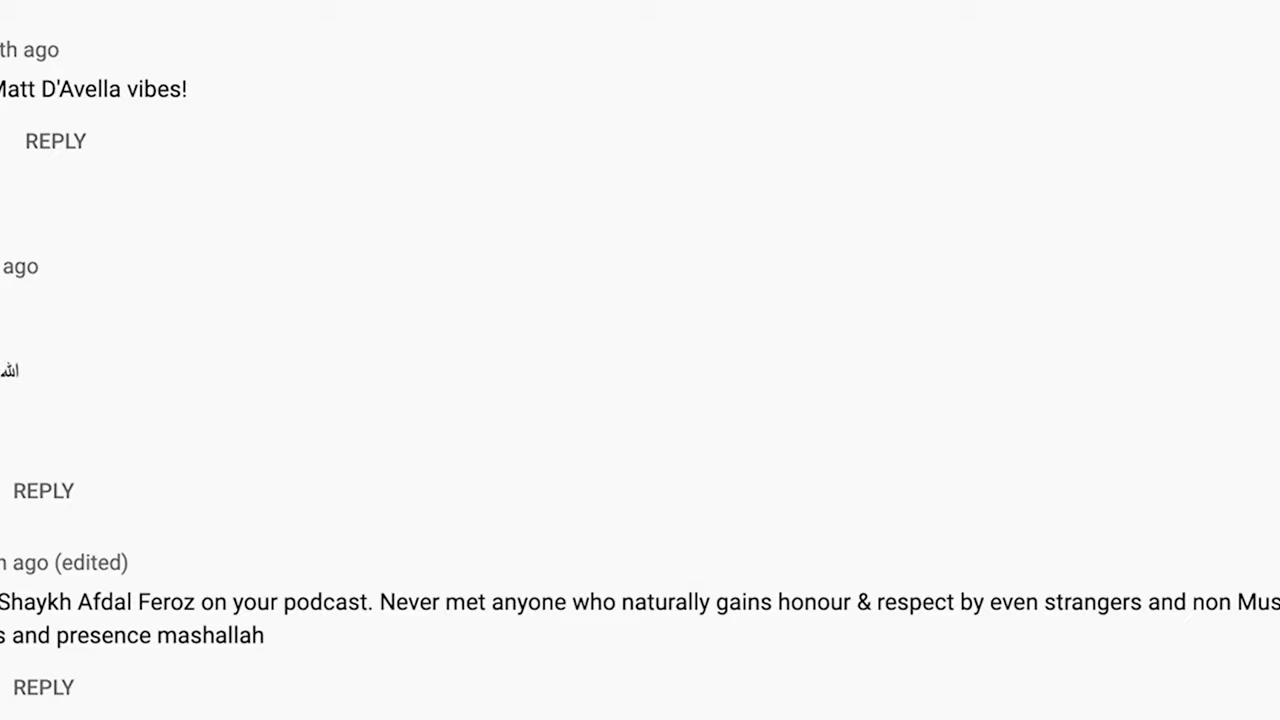 th ago
Matt D'Avella vibes!
REPLY
ago
الله
REPLY
ago (edited)
Shaykh Afdal Feroz on your podcast. Never met anyone who naturally gains honour & respect by even strangers and non Mus
s and presence mashallah
REPLY